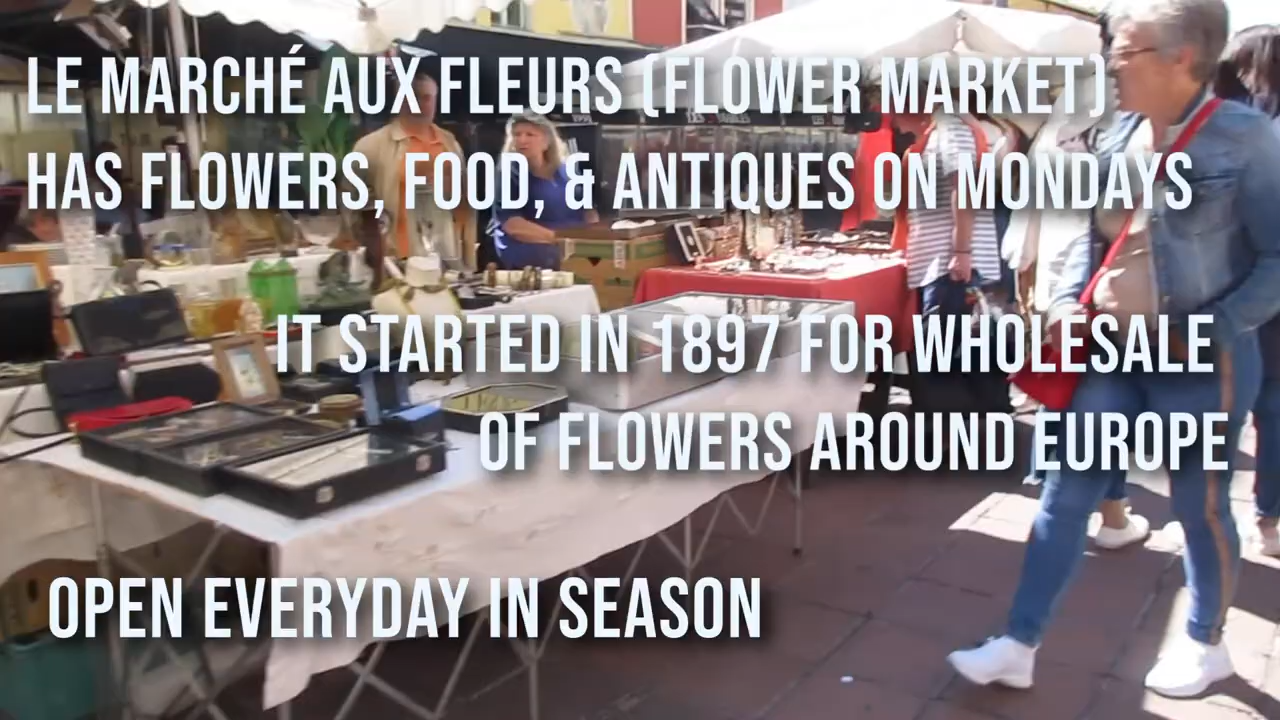 LE MARCHÉ AUX FLEURS (FLOWER MARKET)
HAS FLOWERS, FOOD, & ANTIQUES ON MONDAYS
IT STARTED IN 1897 FOR WHOLESALE
OF FLOWERS AROUND EUROPE
OPEN EVERYDAY IN SEASON